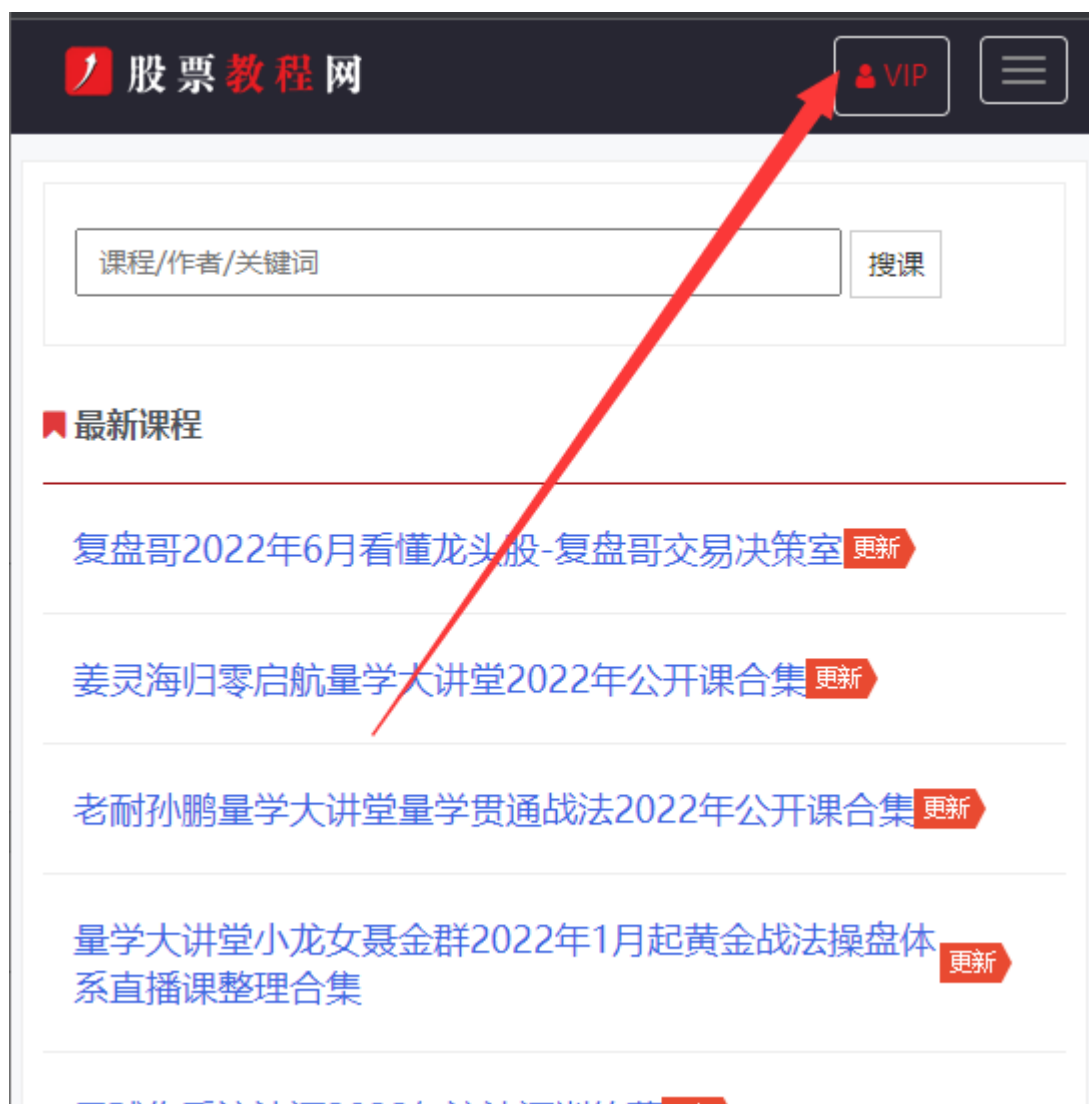 股票教程网
VIP
课程/作者/关键词
搜课
最新课程
复盘哥2022年6月看懂龙头股-复盘哥交易决策室 更新
姜灵海归零启航量学大讲堂2022年公开课合集 更新
老耐孙鹏量学大讲堂量学贯通战法2022年公开课合集 更新
量学大讲堂小龙女聂金群2022年1月起黄金战法操盘体
系直播课整理合集
更新